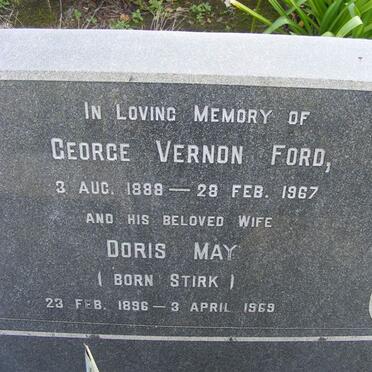 IN LOVING MEMORY OF
GEORGE VERNON FORD,
3 AUG. 1888 — 28 FEB. 1967
AND HIS BELOVED WIFE
DORIS MAY
( BORN STIRK )
23 FEB. 1896 — 3 APRIL 1969